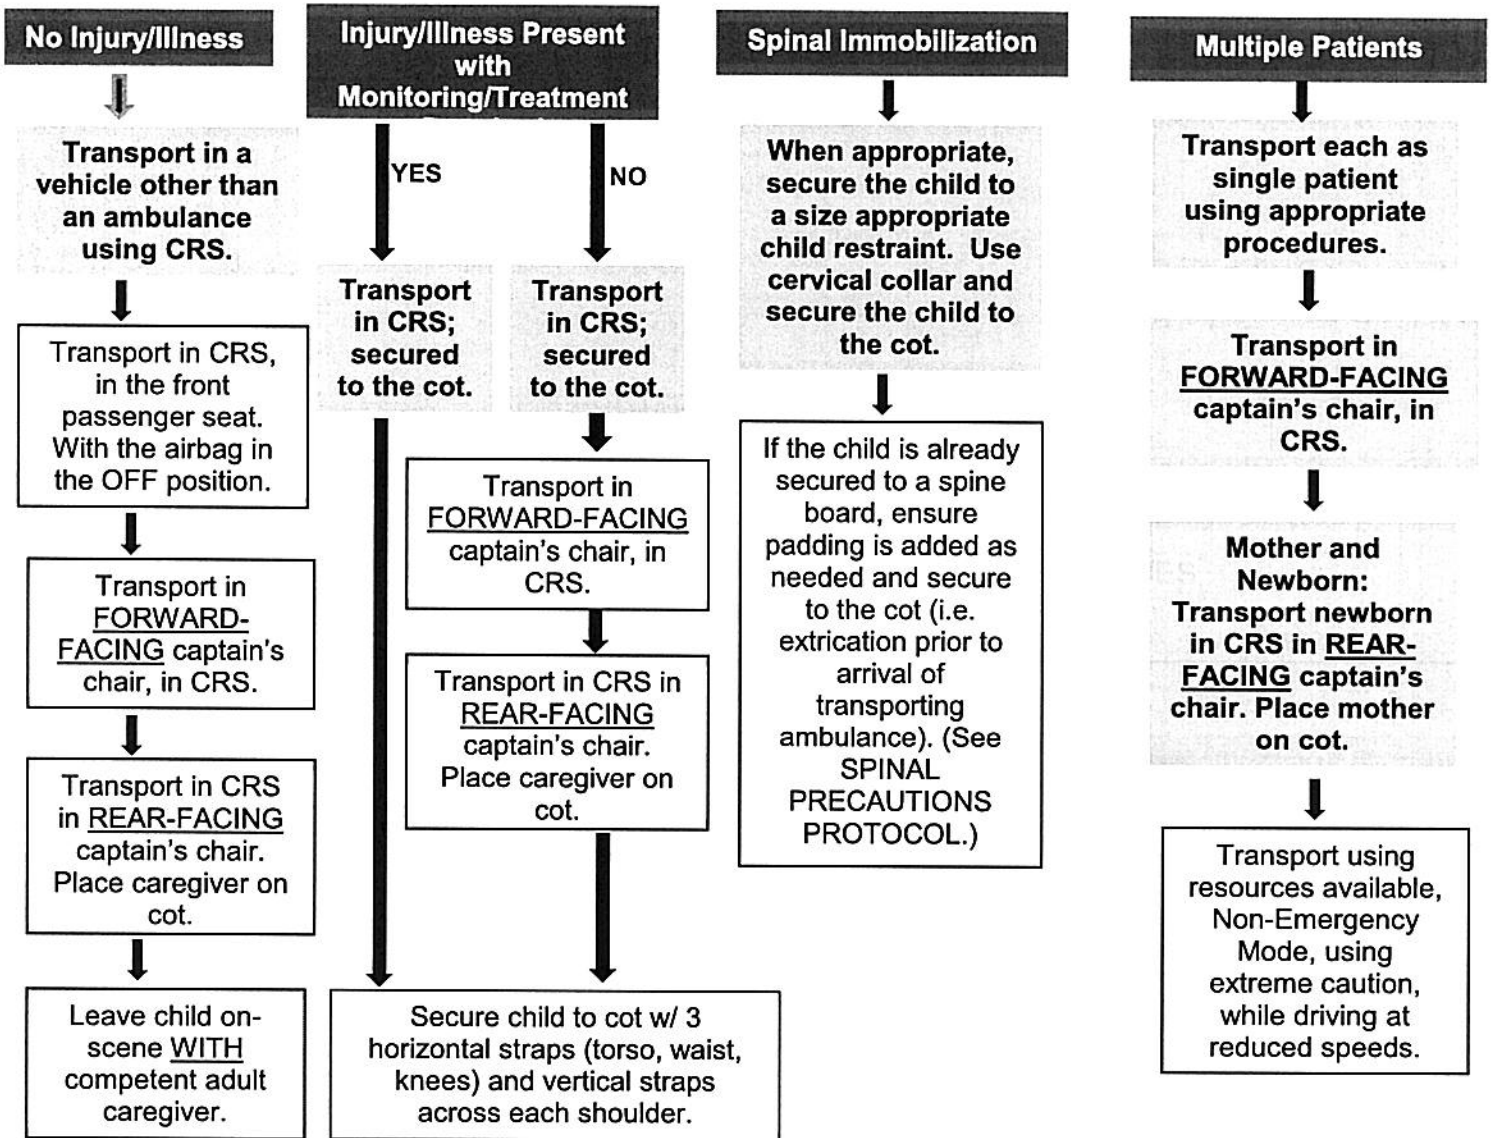 No Injury/Illness
Transport in a
vehicle other than
an ambulance
using CRS.
Transport in CRS,
in the front
passenger seat.
With the airbag in
the OFF position.
Transport in
FORWARD-
FACING captain's
chair, in CRS.
Transport in CRS
in REAR-FACING
captain's chair.
Place caregiver on
cot.
Leave child on-
scene WITH
competent adult
caregiver.
Injury/Illness Present
with
Monitoring/Treatment
YES
NO
Transport
in CRS;
secured
to the cot.
Transport
in CRS;
secured
to the cot.
Transport in
FORWARD-FACING
captain's chair, in
CRS.
Transport in CRS in
REAR-FACING
captain's chair.
Place caregiver on
cot.
Secure child to cot w/ 3
horizontal straps (torso, waist,
knees) and vertical straps
across each shoulder.
Spinal Immobilization
When appropriate,
secure the child to
a size appropriate
child restraint. Use
cervical collar and
secure the child to
the cot.
If the child is already
secured to a spine
board, ensure
padding is added as
needed and secure
to the cot (i.e.
extrication prior to
arrival of
transporting
ambulance). (See
SPINAL
PRECAUTIONS
PROTOCOL.)
Multiple Patients
Transport each as
single patient
using appropriate
procedures.
Transport in
FORWARD-FACING
captain's chair, in
CRS.
Mother and
Newborn:
Transport newborn
in CRS in REAR-
FACING captain's
chair. Place mother
on cot.
Transport using
resources available,
Non-Emergency
Mode, using
extreme caution,
while driving at
reduced speeds.